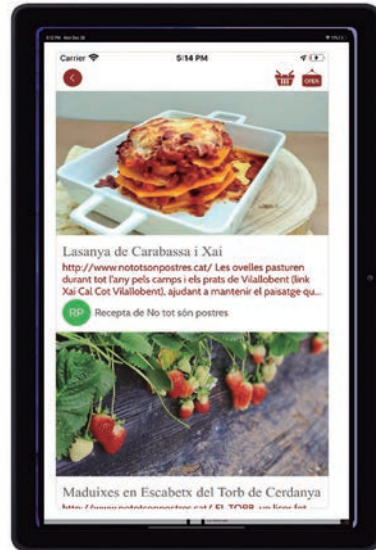 Carrier
5:14 PM
OPEN
Lasanya de Carabassa i Xai
http://www.nototsonpostres.cat/ Les ovelles pasturen
durant tot l'any pels camps i els prats de Vilallobent (link
Xai Cal Cot Vilallobent), ajudant a mantenir el paisatge qu...
RP Recepta de No tot són postres
Maduixes en Escabetx del Torb de Cerdanya